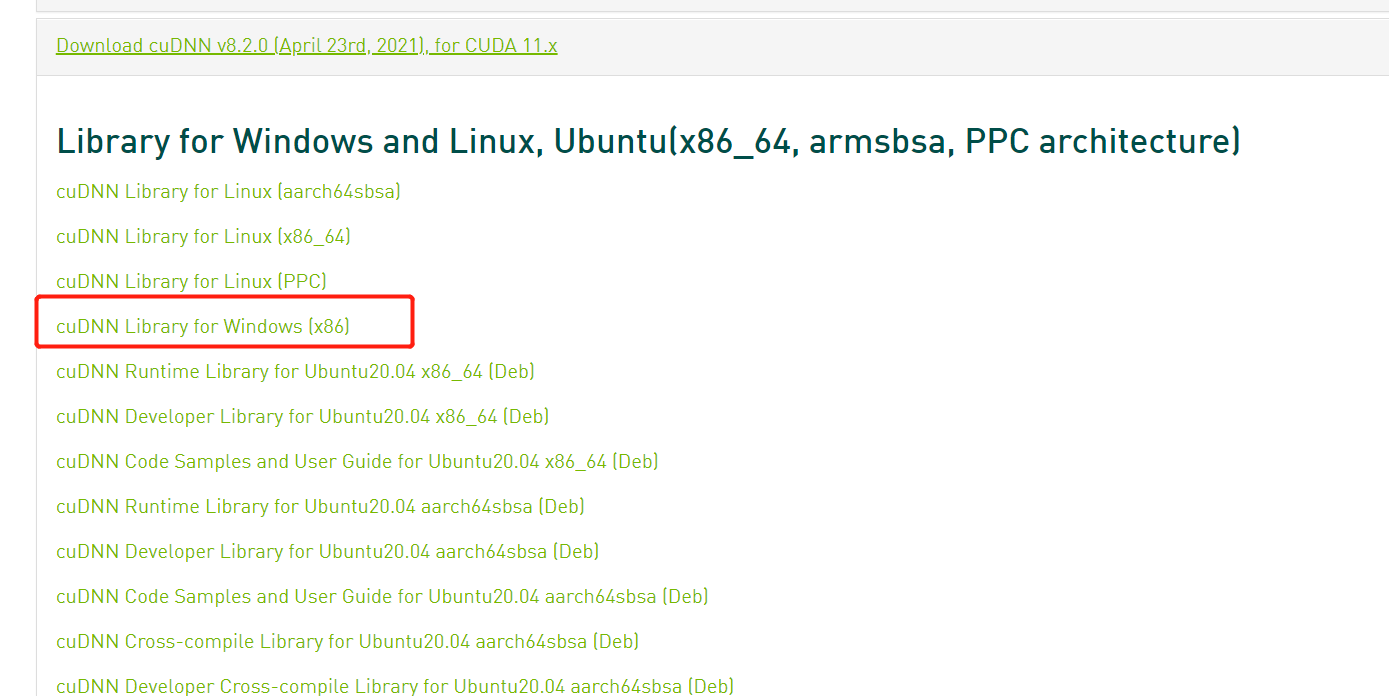 Download cuDNN v8.2.0 (April 23rd, 2021), for CUDA 11.x
Library for Windows and Linux, Ubuntu(x86_64, armsbsa, PPC architecture)
cuDNN Library for Linux (aarch64sbsa)
cuDNN Library for Linux (x86_64)
cuDNN Library for Linux (PPC)
cuDNN Library for Windows (x86)
cuDNN Runtime Library for Ubuntu20.04 x86_64 (Deb)
cuDNN Developer Library for Ubuntu20.04 x86_64 (Deb)
cuDNN Code Samples and User Guide for Ubuntu20.04 x86_64 (Deb)
cuDNN Runtime Library for Ubuntu20.04 aarch64sbsa (Deb)
cuDNN Developer Library for Ubuntu20.04 aarch64sbsa (Deb)
cuDNN Code Samples and User Guide for Ubuntu20.04 aarch64sbsa (Deb)
cuDNN Cross-compile Library for Ubuntu20.04 aarch64sbsa (Deb)
cuDNN Developer Cross-compile Library for Ubuntu20.04 aarch64sbsa (Deb)